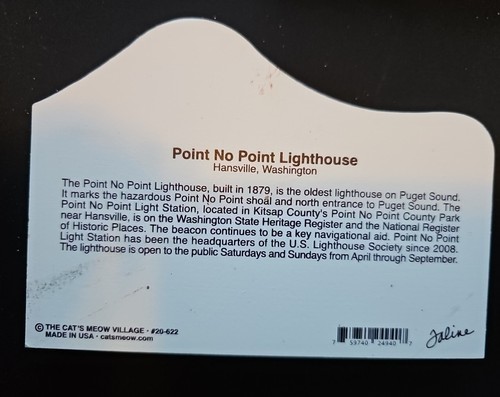 Point No Point Lighthouse
Hansville, Washington
The Point No Point Lighthouse, built in 1879, is the oldest lighthouse on Puget Sound.
It marks the hazardous Point No Point shoal and north entrance to Puget Sound. The
Point No Point Light Station, located in Kitsap County's Point No Point County Park
near Hansville, is on the Washington State Heritage Register and the National Register
of Historic Places. The beacon continues to be a key navigational aid. Point No Point
Light Station has been the headquarters of the U.S. Lighthouse Society since 2008.
The lighthouse is open to the public Saturdays and Sundays from April through September.
© THE CAT'S MEOW VILLAGE · #20-622
MADE IN USA · catsmeow.com
7 59740 24940 7
Jaline